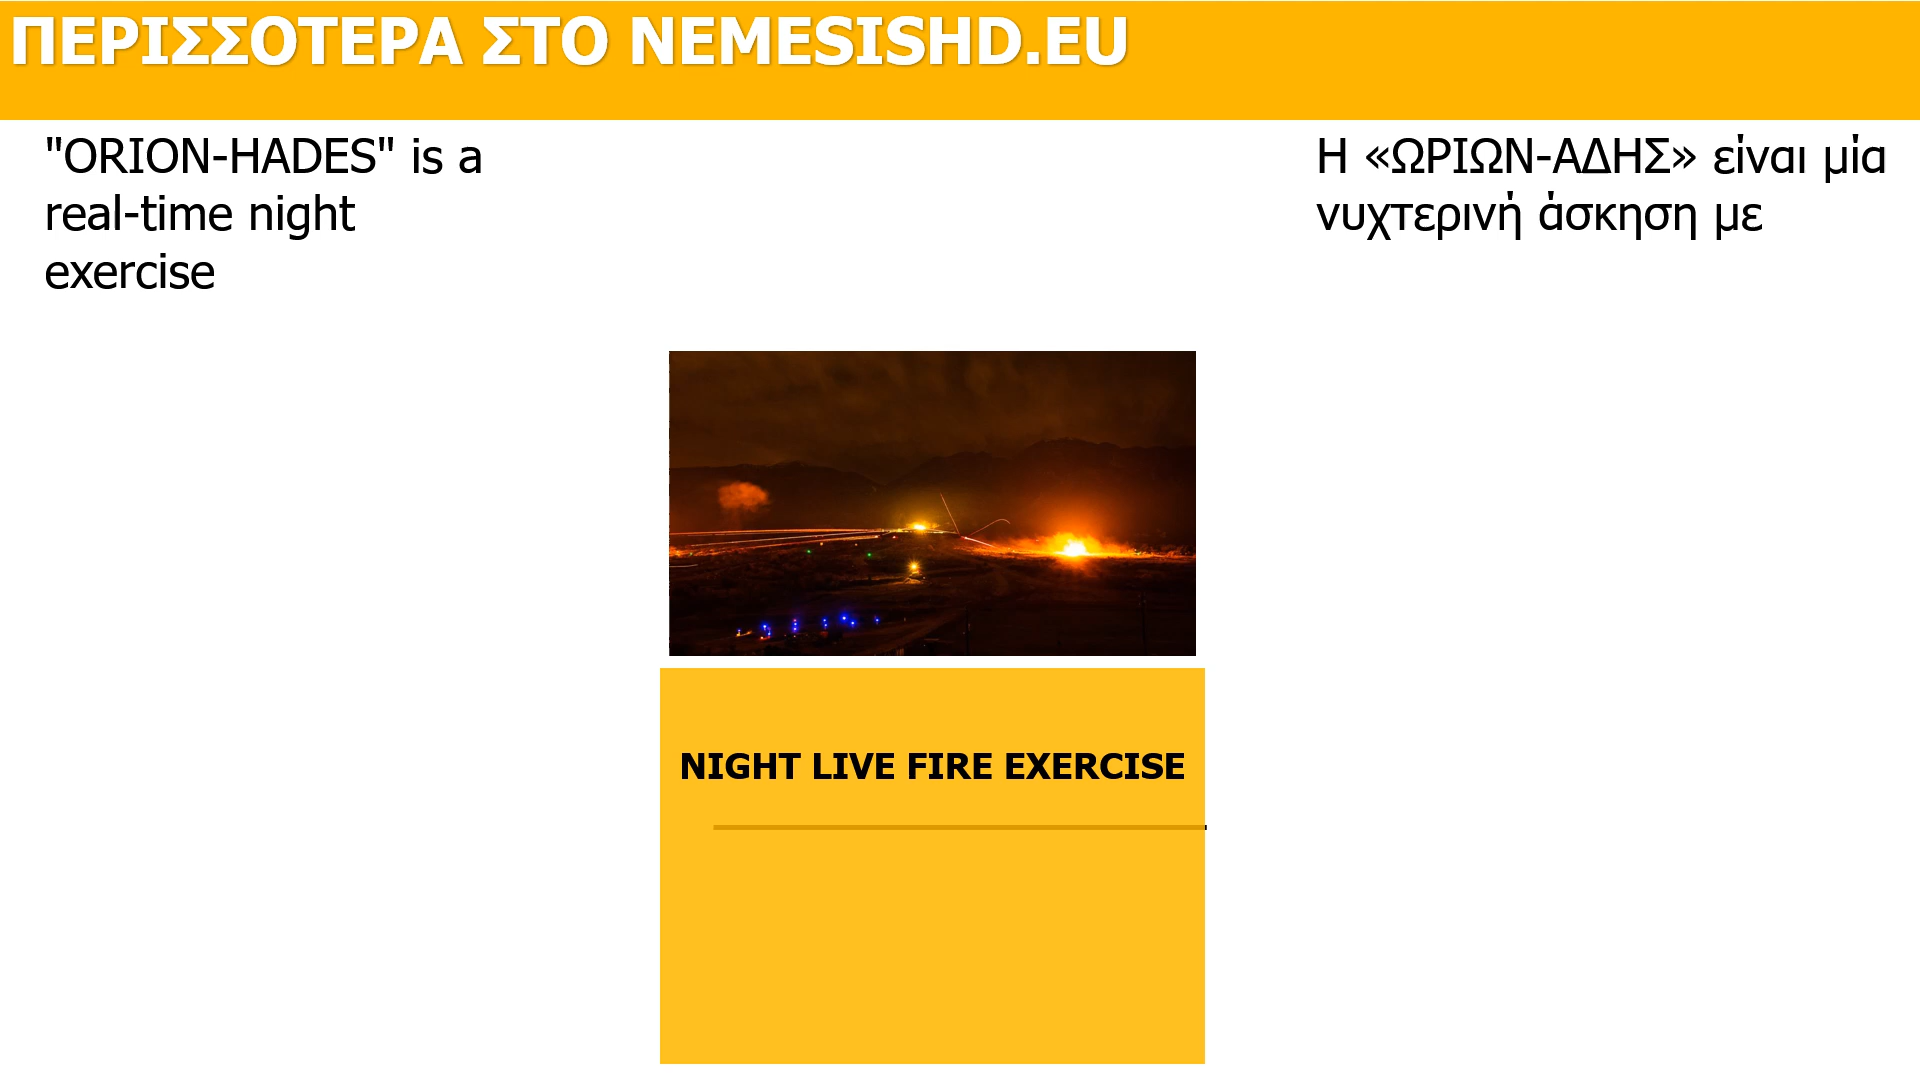 ΠΕΡΙΣΣΟΤΕΡΑ ΣΤΟ NEMESISHD.EU
"ORION-HADES" is a
real-time night
exercise
Η «ΩΡΙΩΝ-ΑΔΗΣ» είναι μία
νυχτερινή άσκηση με
NIGHT LIVE FIRE EXERCISE